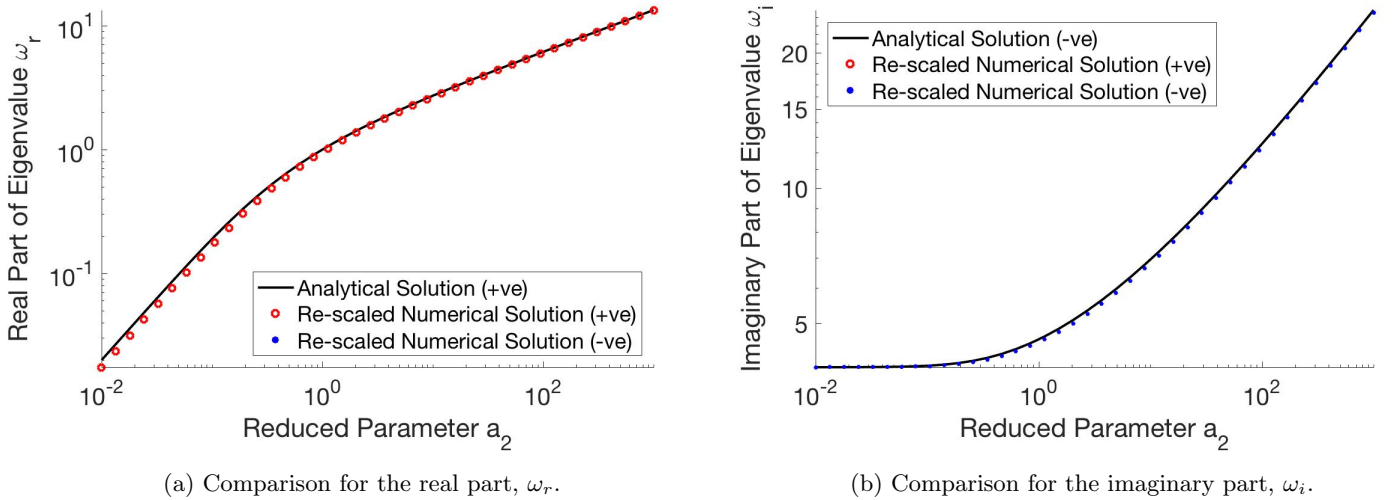 Real Part of Eigenvalue ω_r
10^1
10^0
10^-1
Analytical Solution (+ve)
Re-scaled Numerical Solution (+ve)
Re-scaled Numerical Solution (-ve)
10^-2
10^0
10^2
Reduced Parameter a_2
(a) Comparison for the real part, ω_r.
Imaginary Part of Eigenvalue ω_i
20
15
10
5
Analytical Solution (-ve)
Re-scaled Numerical Solution (+ve)
Re-scaled Numerical Solution (-ve)
10^-2
10^0
10^2
Reduced Parameter a_2
(b) Comparison for the imaginary part, ω_i.